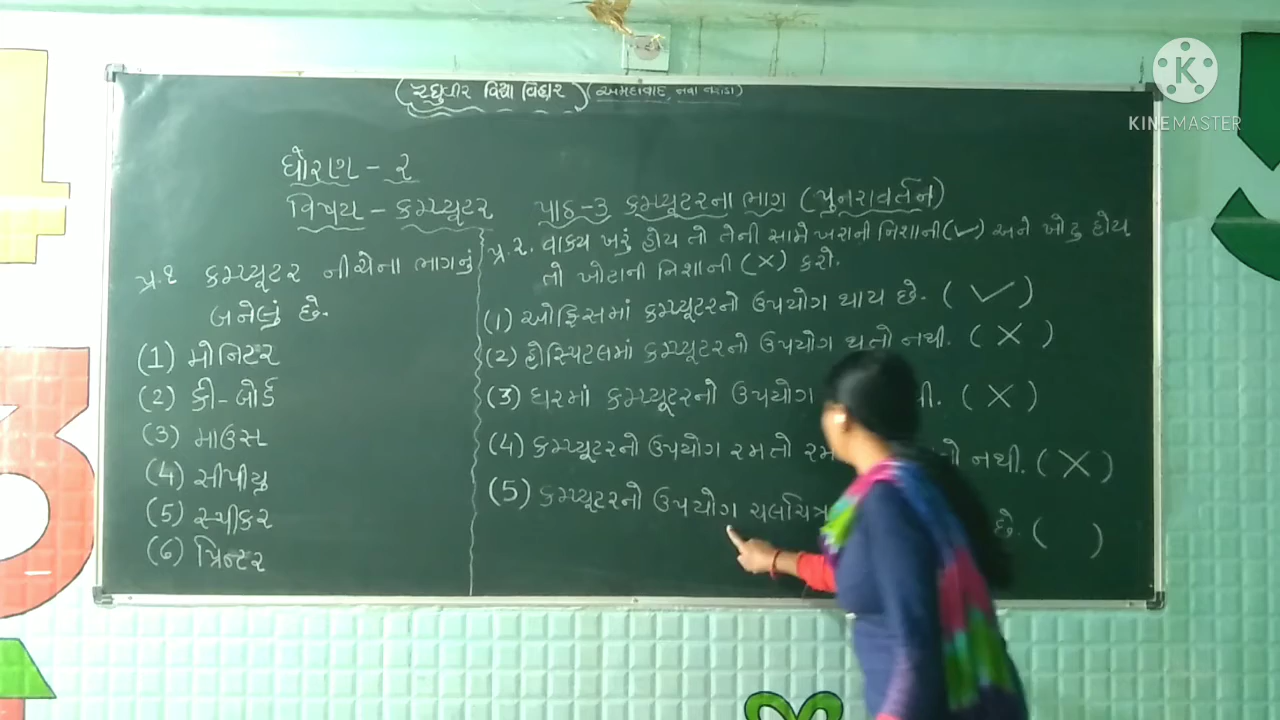 રઘુવીર વિદ્યા વિહાર (અમદાવાદ, નવા નરોડા)
ધોરણ - ૨
વિષય - કમ્પ્યૂટર
પાઠ-૩ કમ્પ્યૂટરના ભાગ (પુનરાવર્તન)
પ્ર.૧ કમ્પ્યૂટર નીચેના ભાગનું
બનેલું છે.
(1) મોનિટર
(2) કી-બોર્ડ
(3) માઉસ
(4) સીપીયુ
(5) સ્પીકર
(6) પ્રિન્ટર
પ્ર.૨. વાક્ય ખરું હોય તો તેની સામે ખરાની નિશાની (✓) અને ખોટુ હોય
તો ખોટાની નિશાની (×) કરો.
(1) ઓફિસમાં કમ્પ્યૂટરનો ઉપયોગ થાય છે. (✓)
(2) હોસ્પિટલમાં કમ્પ્યૂટરનો ઉપયોગ થતો નથી. (×)
(3) ઘરમાં કમ્પ્યૂટરનો ઉપયોગ (×)
(4) કમ્પ્યૂટરનો ઉપયોગ રમતો નથી. (×)
(5) કમ્પ્યૂટરનો ઉપયોગ ચલચિત્ર છે. ( )
K
KINEMASTER